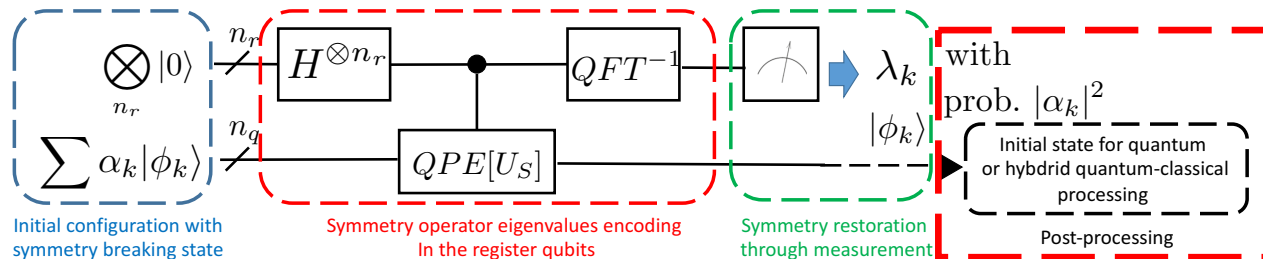 n_r
H^{⊗ n_r}
QFT^{-1}
⊗ |0⟩
n_r
λ_k
with
prob. |α_k|^2
∑ α_k|ϕ_k⟩
n_q
QPE[U_S]
|ϕ_k⟩
Initial state for quantum
or hybdrid quantum-classical
processing
Initial configuration with
symmetry breaking state
Symmetry operator eigenvalues encoding
In the register qubits
Symmetry restoration
through measurement
Post-processing